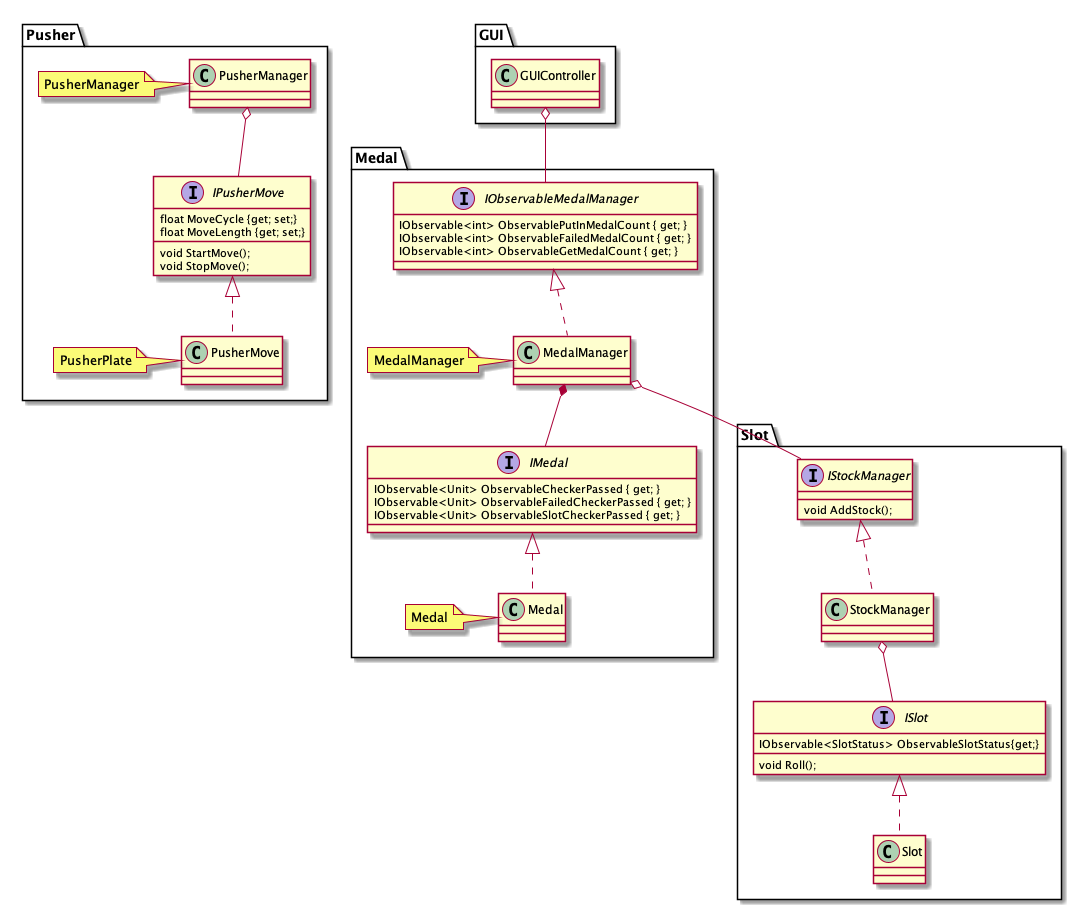 Pusher
C PusherManager
PusherManager
I IPusherMove
float MoveCycle {get; set;}
float MoveLength {get; set;}
void StartMove();
void StopMove();
C PusherMove
PusherPlate
GUI
C GUIController
Medal
I IObservableMedalManager
IObservable<int> ObservablePutInMedalCount { get; }
IObservable<int> ObservableFailedMedalCount { get; }
IObservable<int> ObservableGetMedalCount { get; }
C MedalManager
MedalManager
I IMedal
IObservable<Unit> ObservableCheckerPassed { get; }
IObservable<Unit> ObservableFailedCheckerPassed { get; }
IObservable<Unit> ObservableSlotCheckerPassed { get; }
C Medal
Medal
Slot
I IStockManager
void AddStock();
C StockManager
I ISlot
IObservable<SlotStatus> ObservableSlotStatus{get;}
void Roll();
C Slot